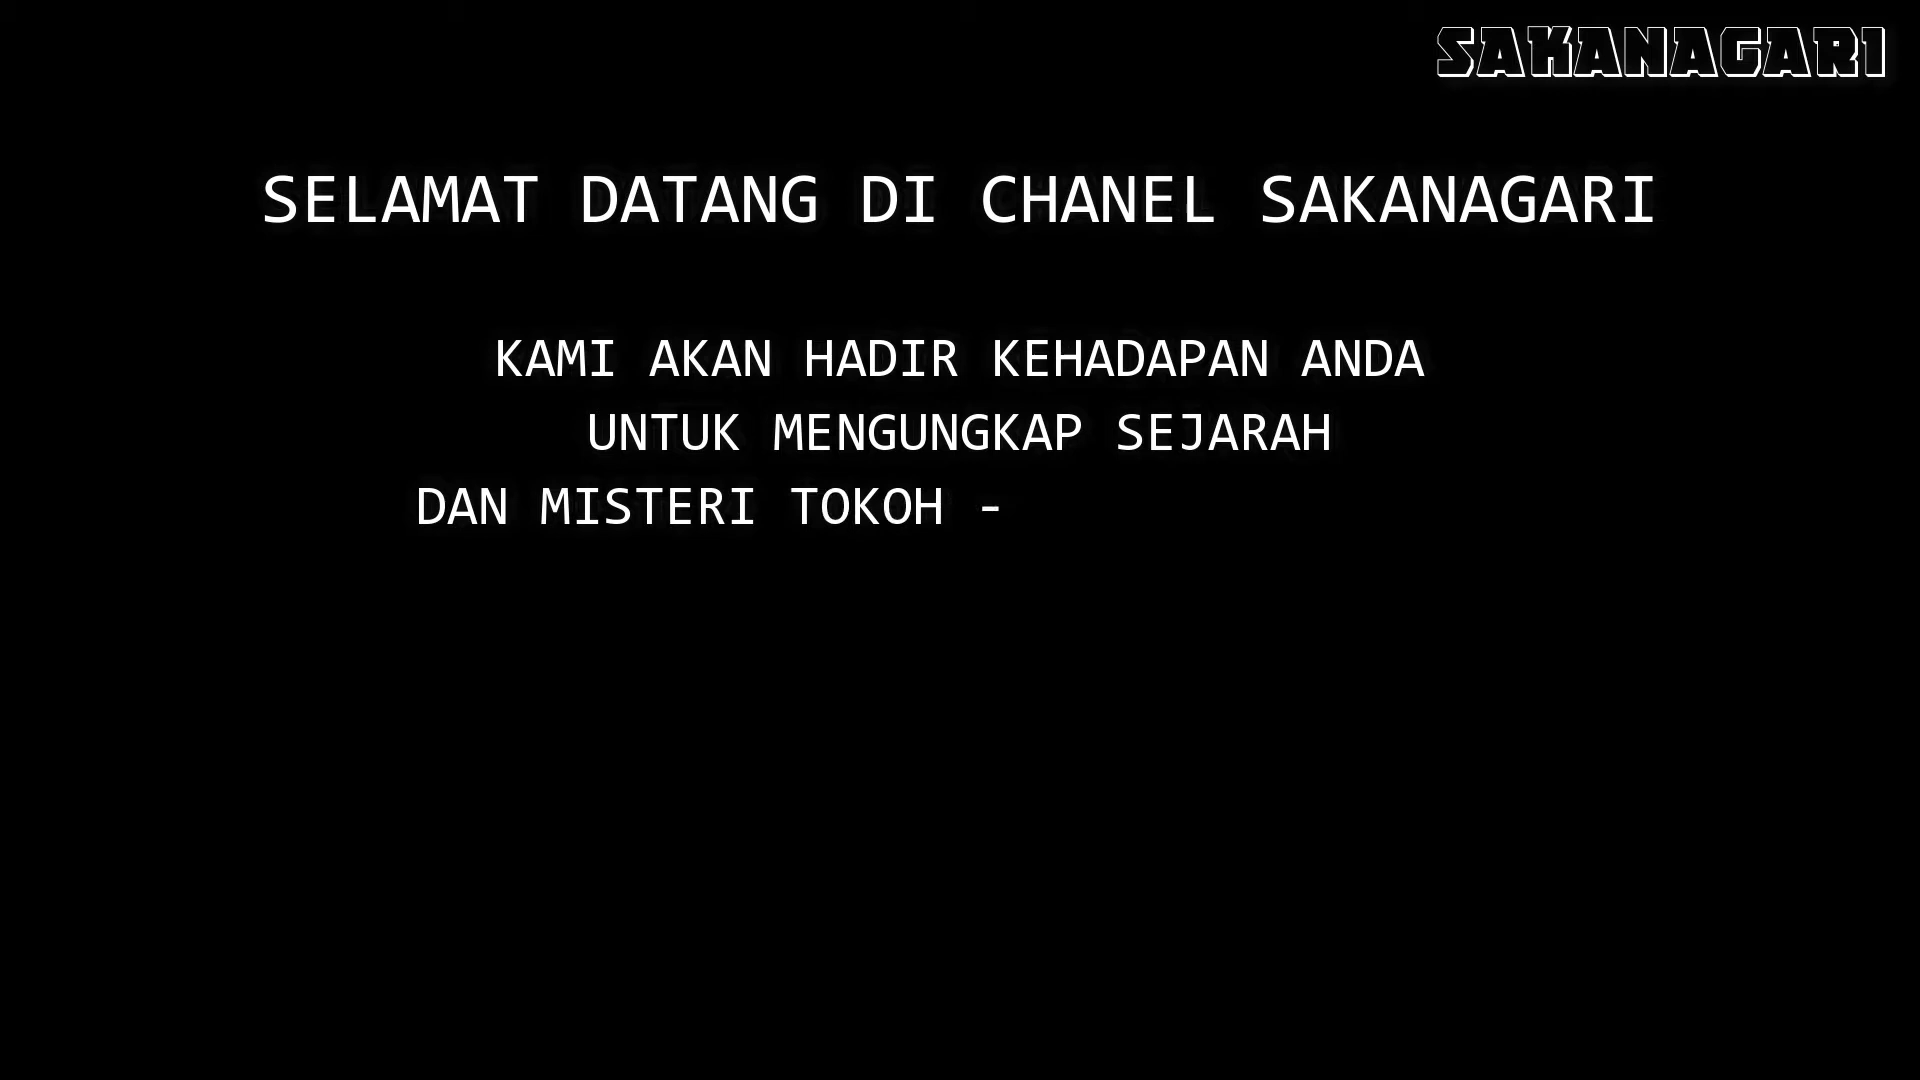 SAKANAGARI
SELAMAT DATANG DI CHANEL SAKANAGARI
KAMI AKAN HADIR KEHADAPAN ANDA
UNTUK MENGUNGKAP SEJARAH
DAN MISTERI TOKOH -